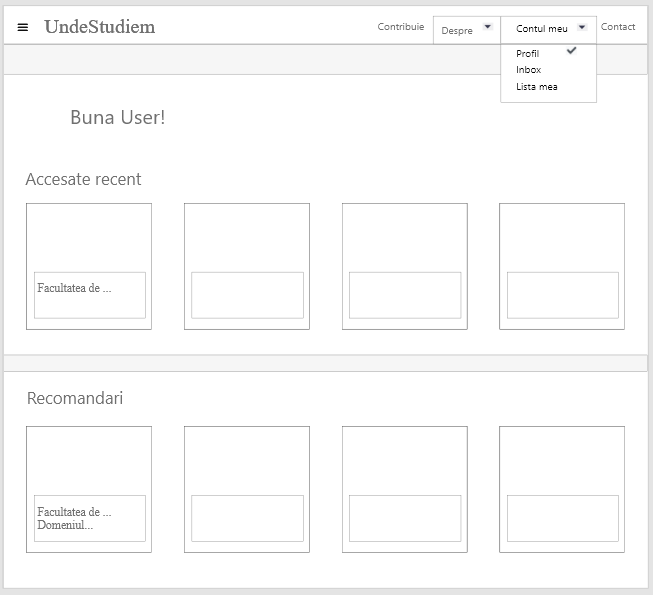 UndeStudiem
Contribuie
Despre
Contul meu
Contact
Profil
Inbox
Lista mea
Buna User!
Accesate recent
Facultatea de ...
Recomandari
Facultatea de ...
Domeniul...